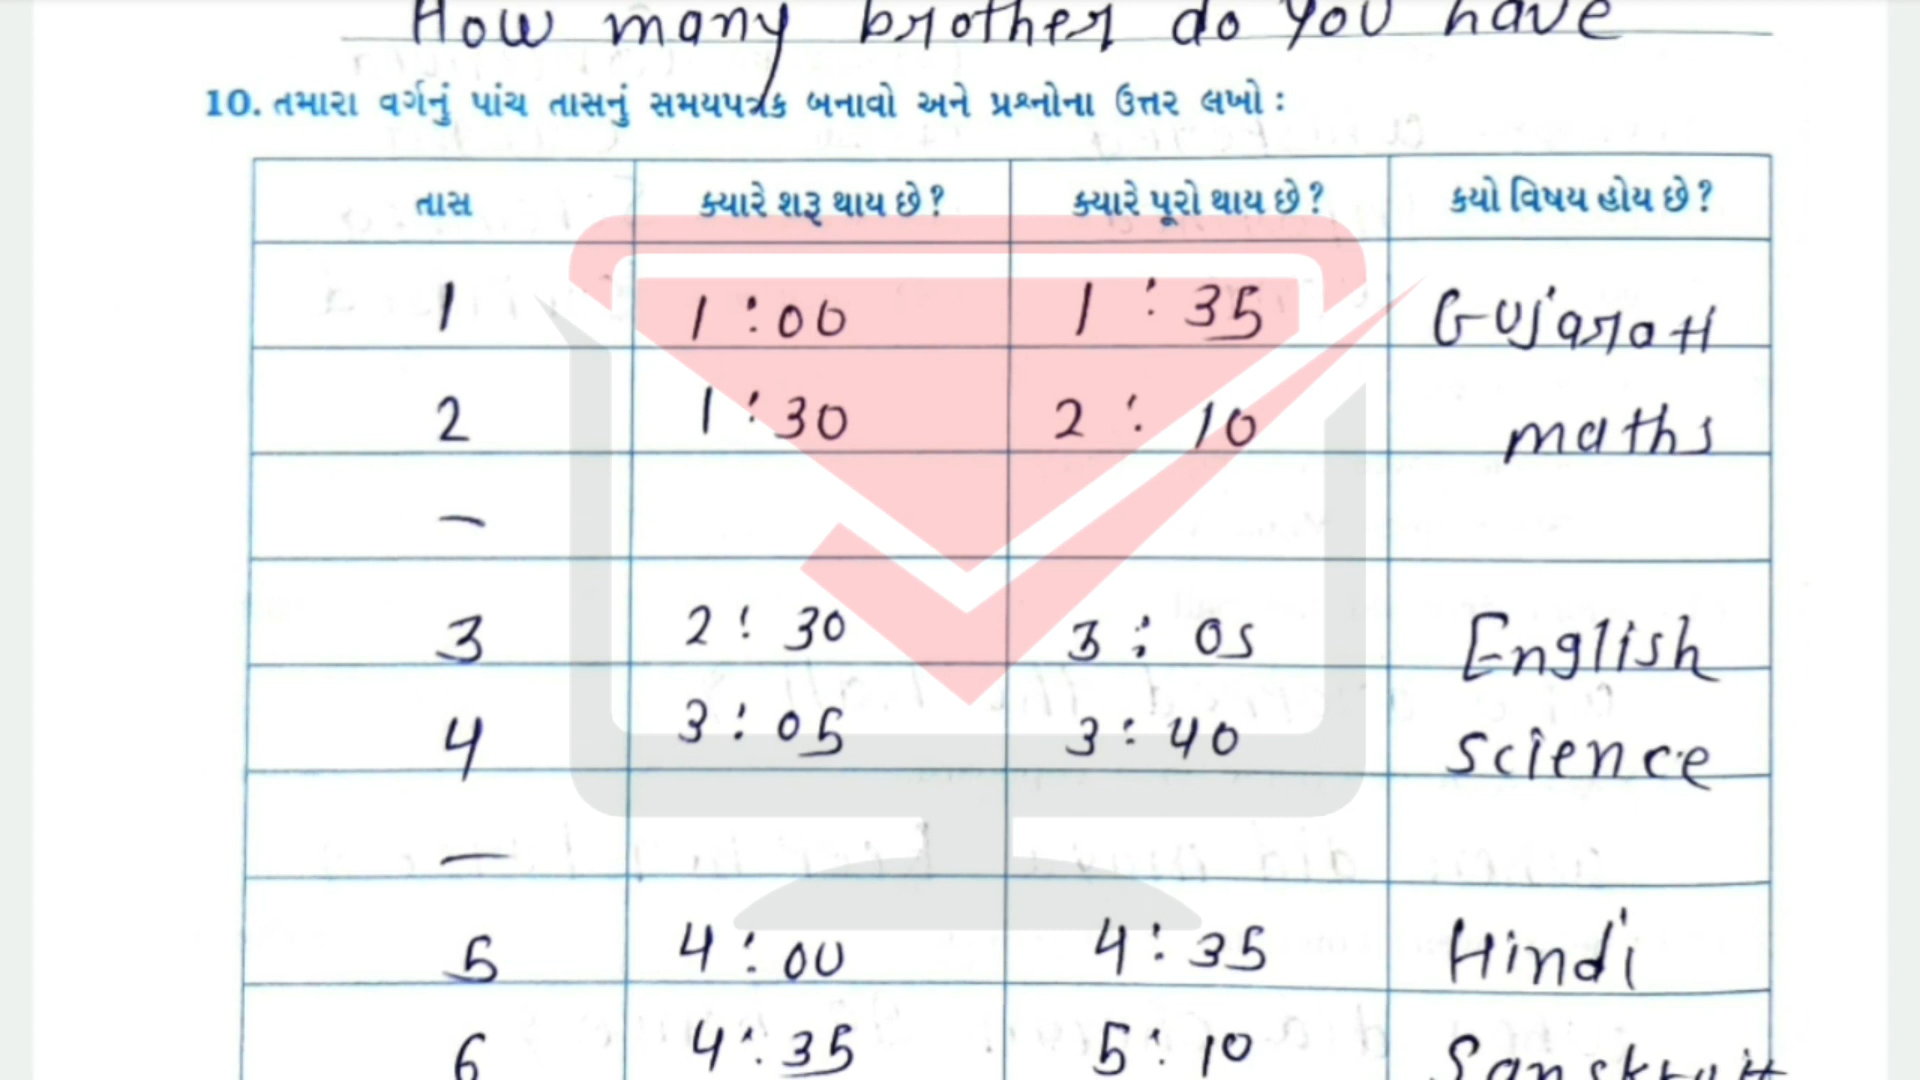 How many brother do you have
10. તમારા વર્ગનું પાંચ તાસનું સમયપત્રક બનાવો અને પ્રશ્નોના ઉત્તર લખો :
તાસ ક્યારે શરૂ થાય છે? ક્યારે પૂરો થાય છે? કયો વિષય હોય છે?
1 1:00 1:35 Gujarati
2 1:30 2:10 maths
—
3 2:30 3:05 English
4 3:05 3:40 Science
—
5 4:00 4:35 Hindi
6 4:35 5:10